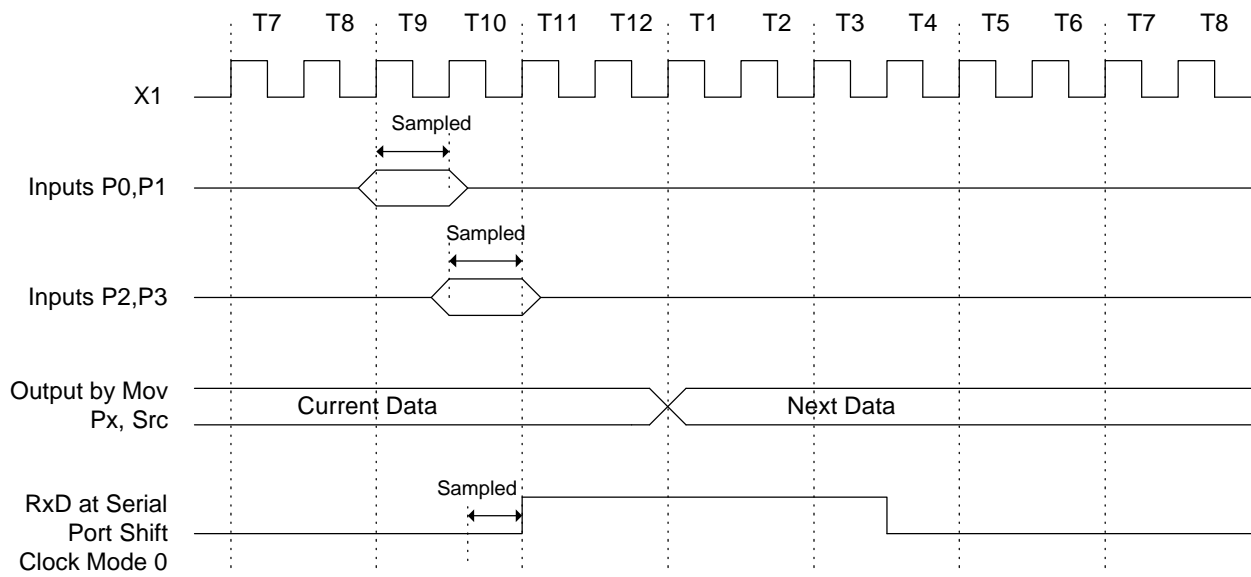 T7 T8 T9 T10 T11 T12 T1 T2 T3 T4 T5 T6 T7 T8
X1
Sampled
Inputs P0,P1
Sampled
Inputs P2,P3
Output by Mov
Px, Src
Current Data
Next Data
Sampled
RxD at Serial
Port Shift
Clock Mode 0